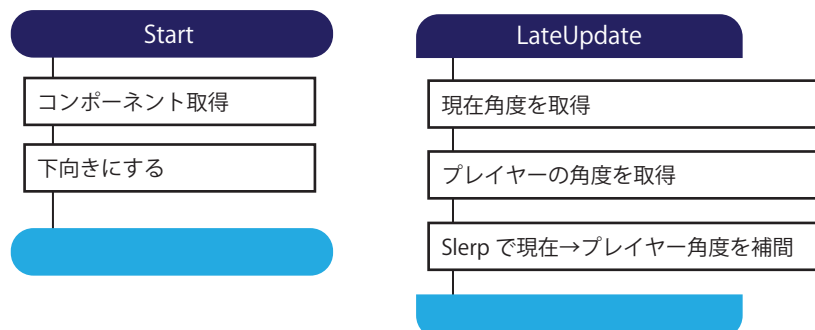 Start
コンポーネント取得
下向きにする
LateUpdate
現在角度を取得
プレイヤーの角度を取得
Slerp で現在→プレイヤー角度を補間